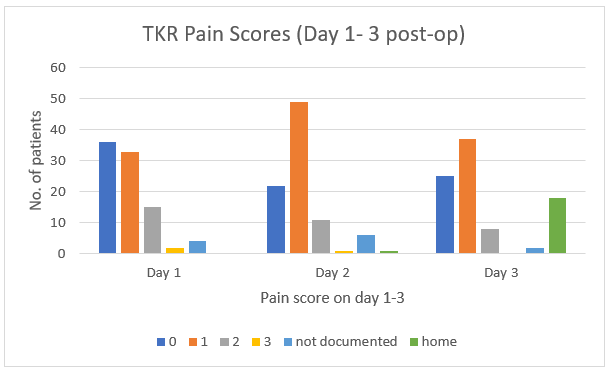 TKR Pain Scores (Day 1- 3 post-op)
60
50
40
30
20
10
0
No. of patients
Day 1 Day 2 Day 3
Pain score on day 1-3
0 1 2 3 not documented home